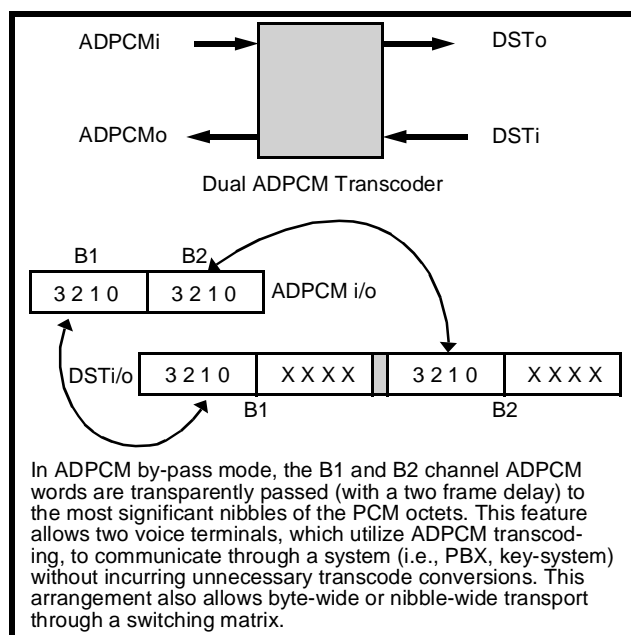 ADPCMi DSTo
ADPCMo DSTi
Dual ADPCM Transcoder
B1 B2
3 2 1 0 3 2 1 0 ADPCM i/o
DSTi/o 3 2 1 0 X X X X 3 2 1 0 X X X X
B1 B2
In ADPCM by-pass mode, the B1 and B2 channel ADPCM
words are transparently passed (with a two frame delay) to
the most significant nibbles of the PCM octets. This feature
allows two voice terminals, which utilize ADPCM transcod-
ing, to communicate through a system (i.e., PBX, key-system)
without incurring unnecessary transcode conversions. This
arrangement also allows byte-wide or nibble-wide transport
through a switching matrix.